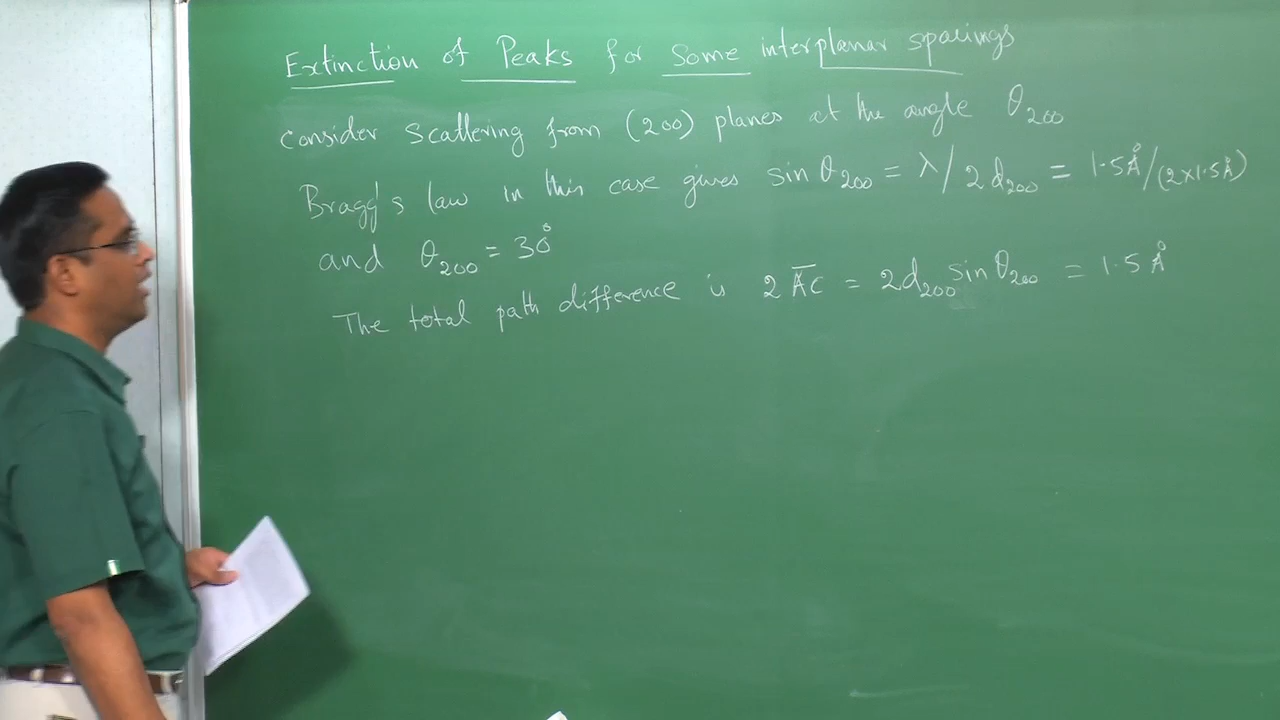 Extinction of Peaks for Some interplanar spacings
Consider scattering from (200) planes at the angle θ₂₀₀
Bragg's law in this case gives sin θ₂₀₀ = λ / 2 d₂₀₀ = 1.5Å/(2×1.5Å)
and θ₂₀₀ = 30°
The total path difference is 2 A̅C̅ = 2d₂₀₀ sin θ₂₀₀ = 1.5 Å